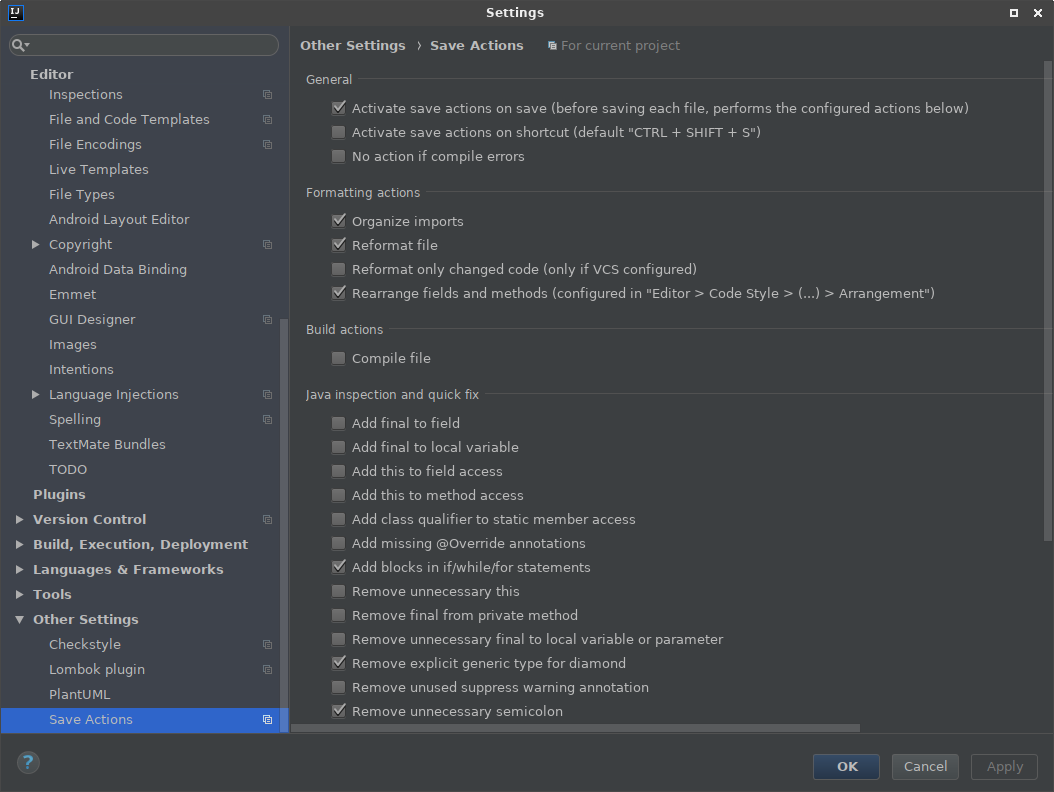 IJ
Settings
Other Settings › Save Actions For current project
Editor
Inspections
File and Code Templates
File Encodings
Live Templates
File Types
Android Layout Editor
Copyright
Android Data Binding
Emmet
GUI Designer
Images
Intentions
Language Injections
Spelling
TextMate Bundles
TODO
Plugins
Version Control
Build, Execution, Deployment
Languages & Frameworks
Tools
Other Settings
Checkstyle
Lombok plugin
PlantUML
Save Actions
General
Activate save actions on save (before saving each file, performs the configured actions below)
Activate save actions on shortcut (default "CTRL + SHIFT + S")
No action if compile errors
Formatting actions
Organize imports
Reformat file
Reformat only changed code (only if VCS configured)
Rearrange fields and methods (configured in "Editor > Code Style > (...) > Arrangement")
Build actions
Compile file
Java inspection and quick fix
Add final to field
Add final to local variable
Add this to field access
Add this to method access
Add class qualifier to static member access
Add missing @Override annotations
Add blocks in if/while/for statements
Remove unnecessary this
Remove final from private method
Remove unnecessary final to local variable or parameter
Remove explicit generic type for diamond
Remove unused suppress warning annotation
Remove unnecessary semicolon
?
OK
Cancel
Apply